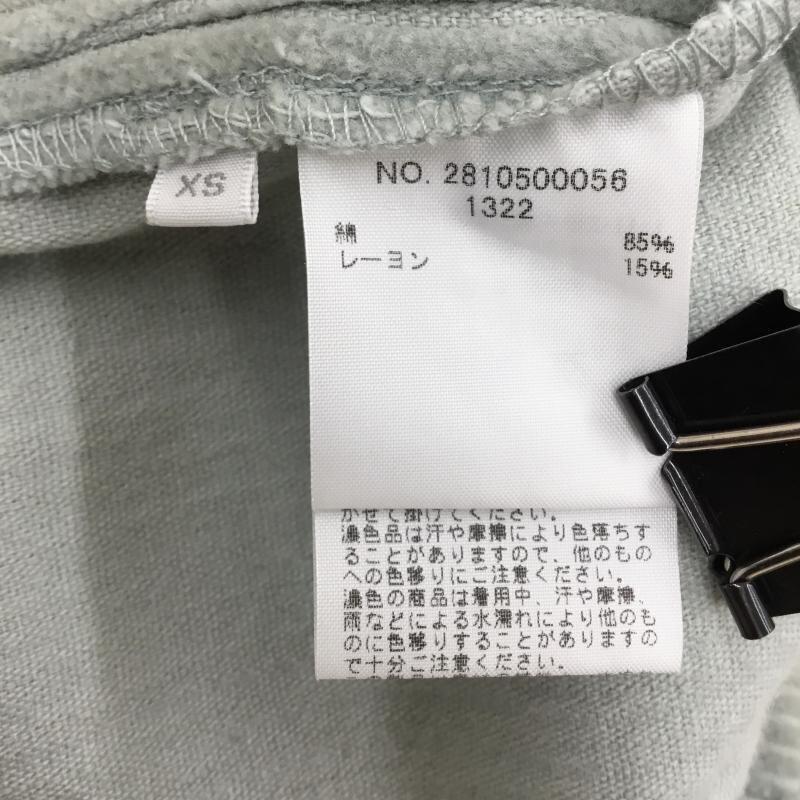 XS
NO. 2810500056
1322
綿 85%
レーヨン 15%
かせて掛けてください。
濃色品は汗や摩擦により色落ちす
ることがありますので、他のもの
への色移りにご注意ください。
濃色の商品は着用中、汗や摩擦、
雨などによる水濡れにより他のも
のに色移りすることがありますの
で十分ご注意ください。